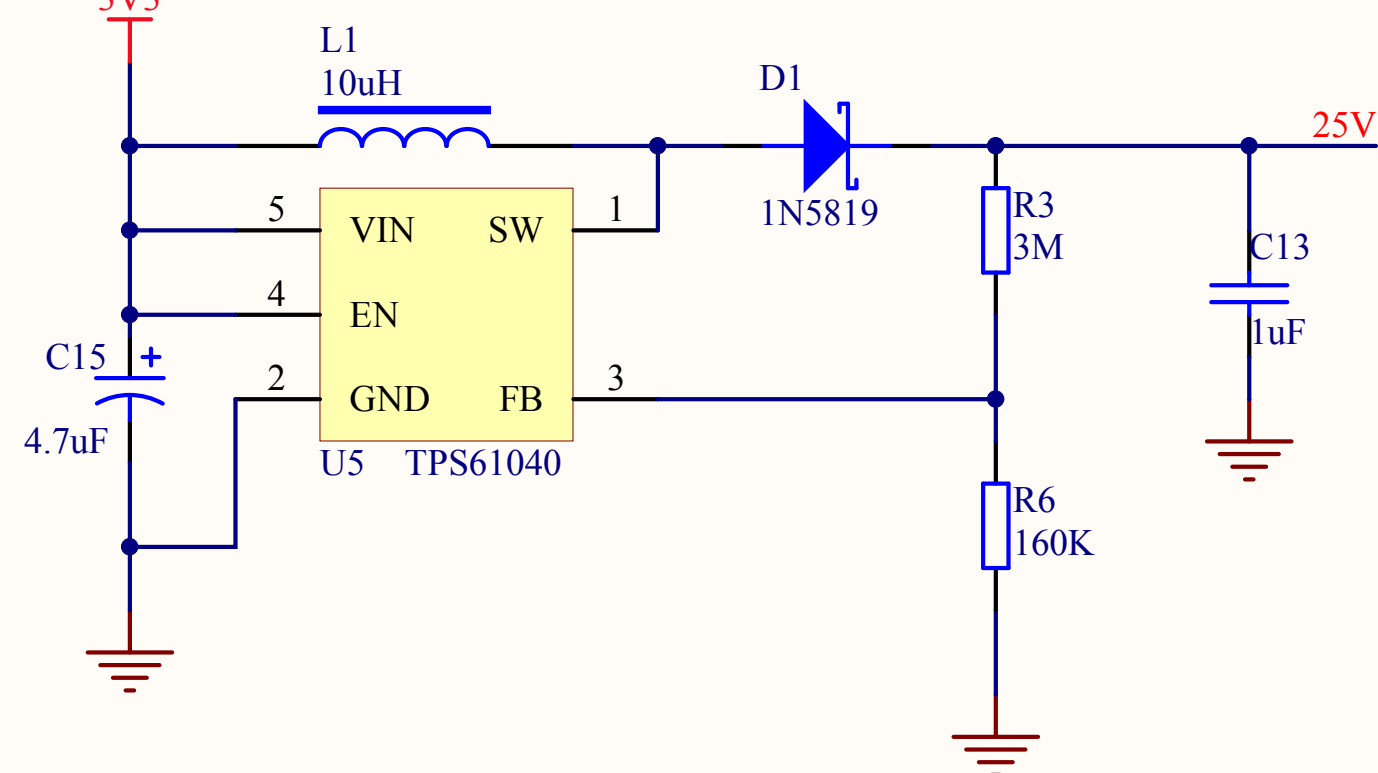 L1
10uH
D1
25V
1N5819
5
VIN
SW
1
R3
3M
C13
4
EN
1uF
C15
+
2
GND
FB
3
4.7uF
U5
TPS61040
R6
160K